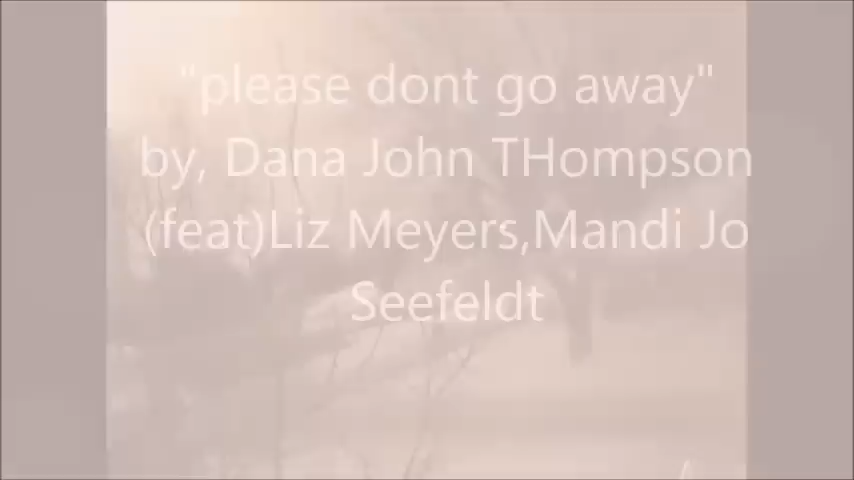 "please dont go away"
by, Dana John THompson
(feat)Liz Meyers,Mandi Jo
Seefeldt